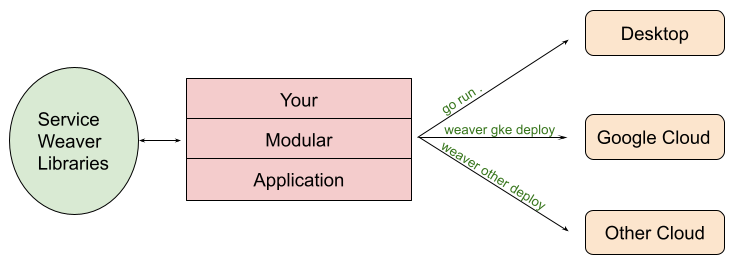 Service
Weaver
Libraries
Your
Modular
Application
go run .
weaver gke deploy
weaver other deploy
Desktop
Google Cloud
Other Cloud